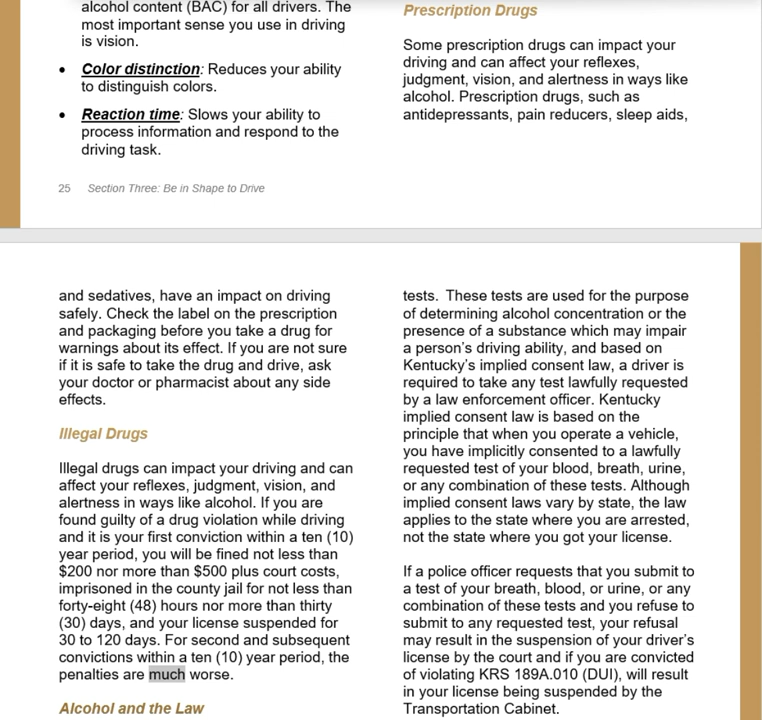 alcohol content (BAC) for all drivers. The
most important sense you use in driving
is vision.
• Color distinction: Reduces your ability
to distinguish colors.
• Reaction time: Slows your ability to
process information and respond to the
driving task.
25 Section Three: Be in Shape to Drive
Prescription Drugs
Some prescription drugs can impact your
driving and can affect your reflexes,
judgment, vision, and alertness in ways like
alcohol. Prescription drugs, such as
antidepressants, pain reducers, sleep aids,
and sedatives, have an impact on driving
safely. Check the label on the prescription
and packaging before you take a drug for
warnings about its effect. If you are not sure
if it is safe to take the drug and drive, ask
your doctor or pharmacist about any side
effects.
Illegal Drugs
Illegal drugs can impact your driving and can
affect your reflexes, judgment, vision, and
alertness in ways like alcohol. If you are
found guilty of a drug violation while driving
and it is your first conviction within a ten (10)
year period, you will be fined not less than
$200 nor more than $500 plus court costs,
imprisoned in the county jail for not less than
forty-eight (48) hours nor more than thirty
(30) days, and your license suspended for
30 to 120 days. For second and subsequent
convictions within a ten (10) year period, the
penalties are much worse.
Alcohol and the Law
tests. These tests are used for the purpose
of determining alcohol concentration or the
presence of a substance which may impair
a person's driving ability, and based on
Kentucky's implied consent law, a driver is
required to take any test lawfully requested
by a law enforcement officer. Kentucky
implied consent law is based on the
principle that when you operate a vehicle,
you have implicitly consented to a lawfully
requested test of your blood, breath, urine,
or any combination of these tests. Although
implied consent laws vary by state, the law
applies to the state where you are arrested,
not the state where you got your license.
If a police officer requests that you submit to
a test of your breath, blood, or urine, or any
combination of these tests and you refuse to
submit to any requested test, your refusal
may result in the suspension of your driver's
license by the court and if you are convicted
of violating KRS 189A.010 (DUI), will result
in your license being suspended by the
Transportation Cabinet.